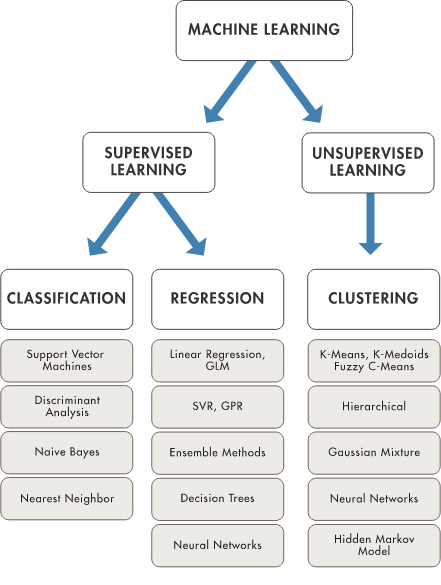 MACHINE LEARNING
SUPERVISED
LEARNING
UNSUPERVISED
LEARNING
CLASSIFICATION
Support Vector
Machines
Discriminant
Analysis
Naive Bayes
Nearest Neighbor
REGRESSION
Linear Regression,
GLM
SVR, GPR
Ensemble Methods
Decision Trees
Neural Networks
CLUSTERING
K-Means, K-Medoids
Fuzzy C-Means
Hierarchical
Gaussian Mixture
Neural Networks
Hidden Markov
Model